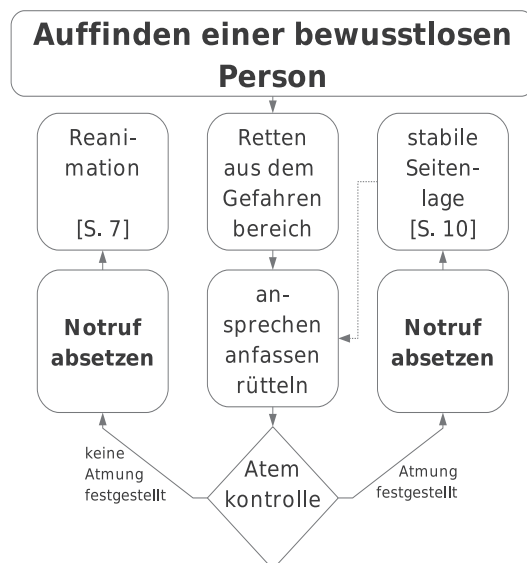 Auffinden einer bewusstlosen
Person
Reani-
mation
[S. 7]
Retten
aus dem
Gefahren
bereich
stabile
Seiten-
lage
[S. 10]
Notruf
absetzen
an-
sprechen
anfassen
rütteln
Notruf
absetzen
keine
Atmung
festgestellt
Atem
kontrolle
Atmung
festgestellt